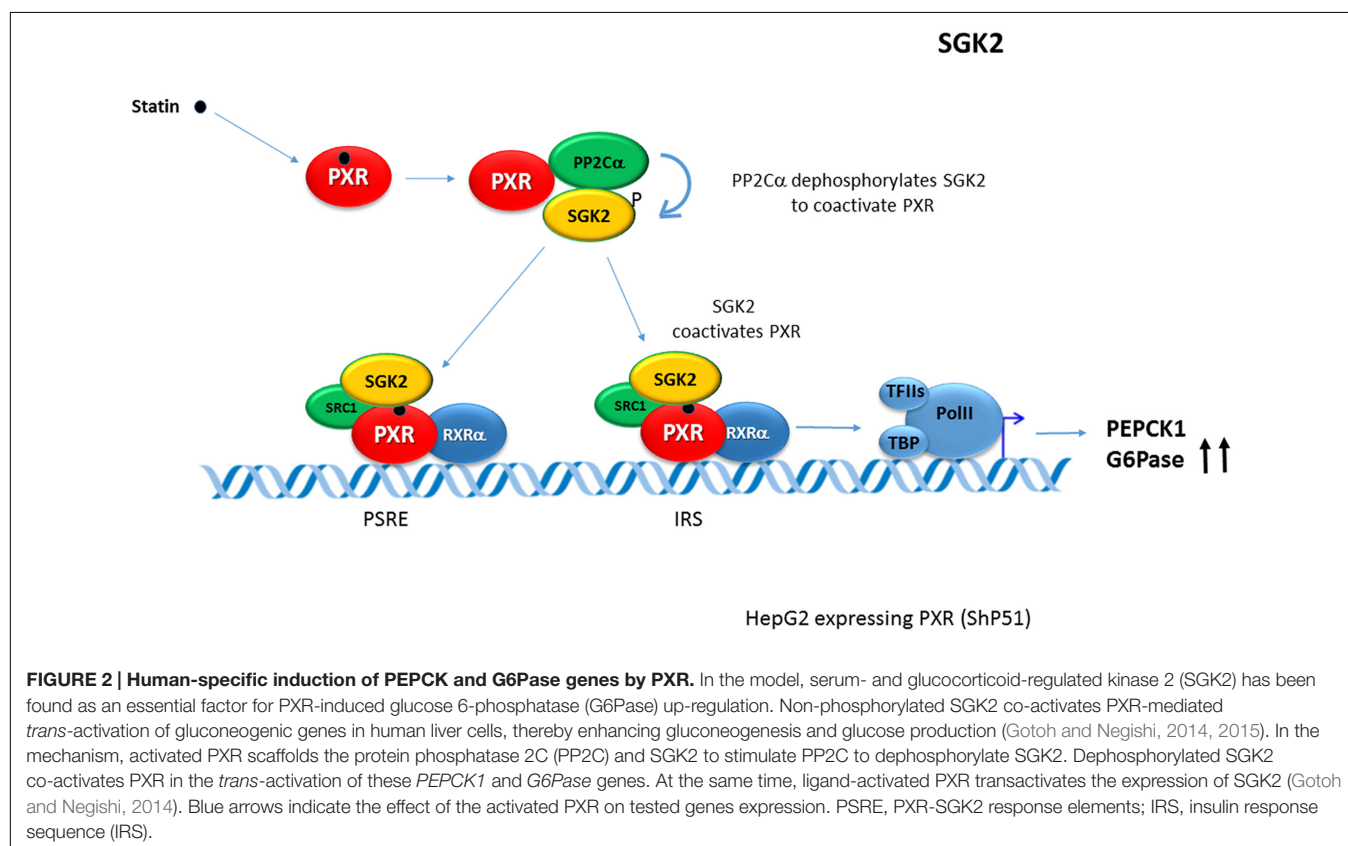 SGK2
Statin
PXR
PXR
PP2Cα
SGK2
P
PP2Cα dephosphorylates SGK2
to coactivate PXR
SGK2
coactivates PXR
SGK2
SRC1
PXR
RXRα
SGK2
SRC1
PXR
RXRα
TFIIs
PolII
TBP
PEPCK1
G6Pase
PSRE
IRS
HepG2 expressing PXR (ShP51)
FIGURE 2 | Human-specific induction of PEPCK and G6Pase genes by PXR. In the model, serum- and glucocorticoid-regulated kinase 2 (SGK2) has been
found as an essential factor for PXR-induced glucose 6-phosphatase (G6Pase) up-regulation. Non-phosphorylated SGK2 co-activates PXR-mediated
trans-activation of gluconeogenic genes in human liver cells, thereby enhancing gluconeogenesis and glucose production (Gotoh and Negishi, 2014, 2015). In the
mechanism, activated PXR scaffolds the protein phosphatase 2C (PP2C) and SGK2 to stimulate PP2C to dephosphorylate SGK2. Dephosphorylated SGK2
co-activates PXR in the trans-activation of these PEPCK1 and G6Pase genes. At the same time, ligand-activated PXR transactivates the expression of SGK2 (Gotoh
and Negishi, 2014). Blue arrows indicate the effect of the activated PXR on tested genes expression. PSRE, PXR-SGK2 response elements; IRS, insulin response
sequence (IRS).